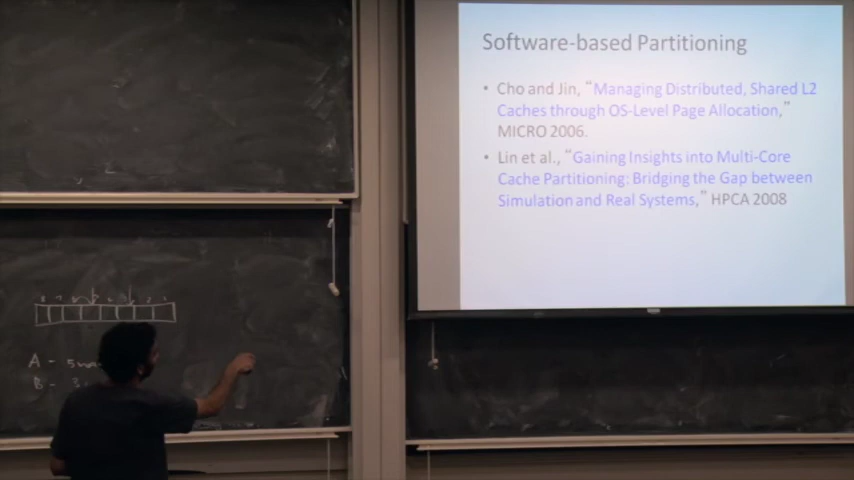 Software-based Partitioning
• Cho and Jin, “Managing Distributed, Shared L2
Caches through OS-Level Page Allocation,”
MICRO 2006.
• Lin et al., “Gaining Insights into Multi-Core
Cache Partitioning: Bridging the Gap between
Simulation and Real Systems,” HPCA 2008
A -
B -